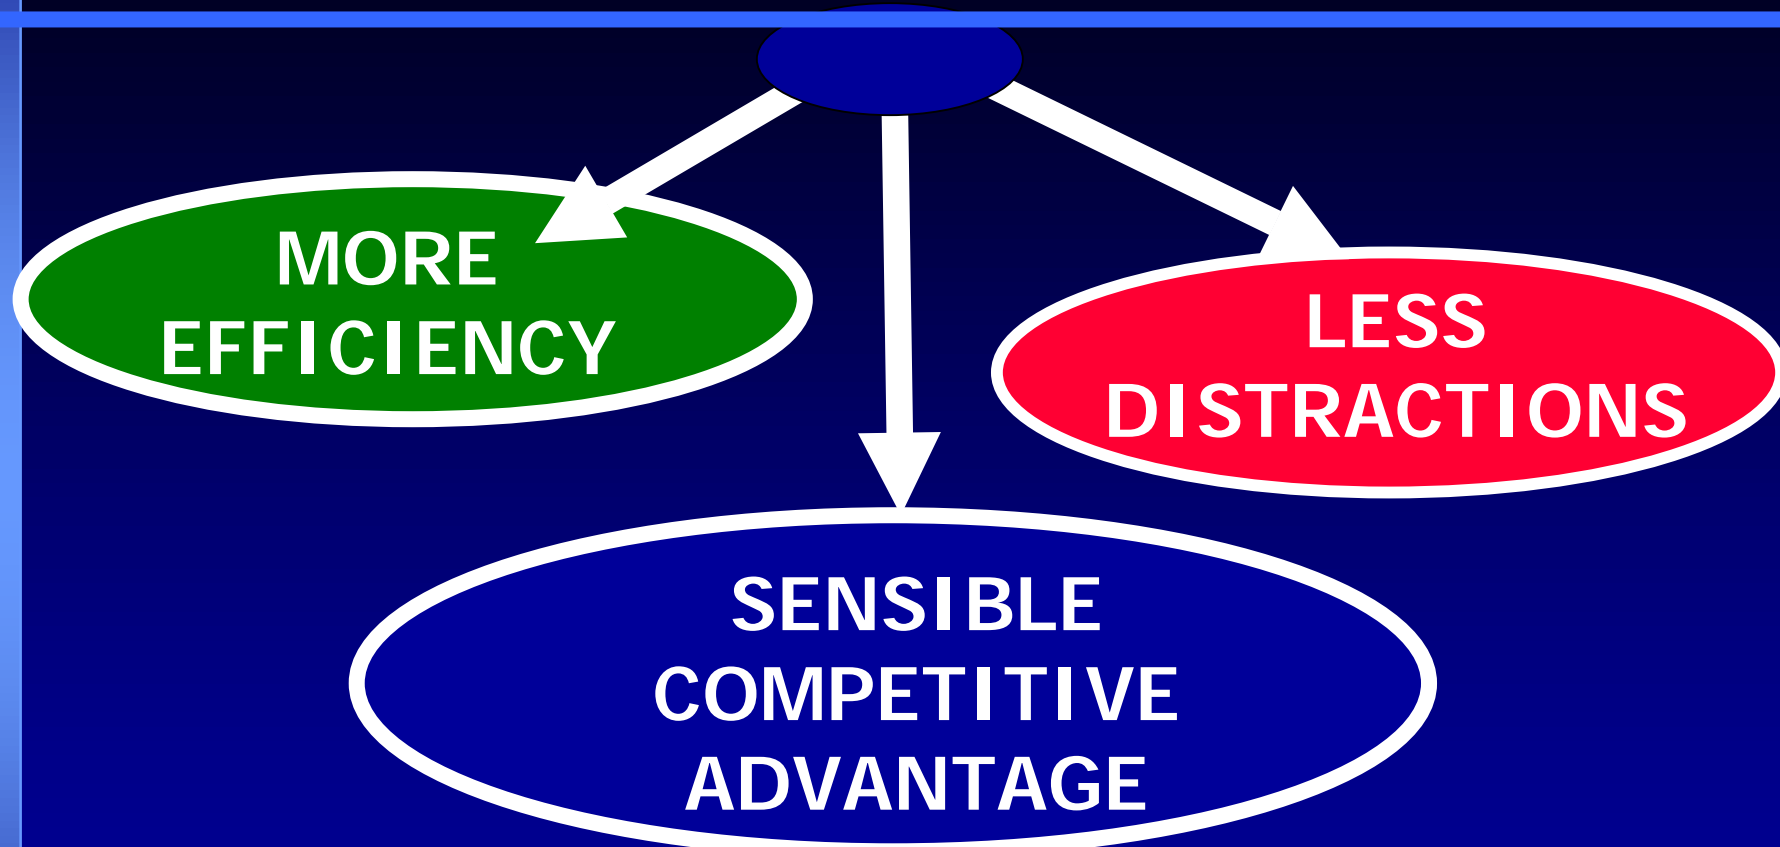 MORE
EFFICIENCY
LESS
DISTRACTIONS
SENSIBLE
COMPETITIVE
ADVANTAGE